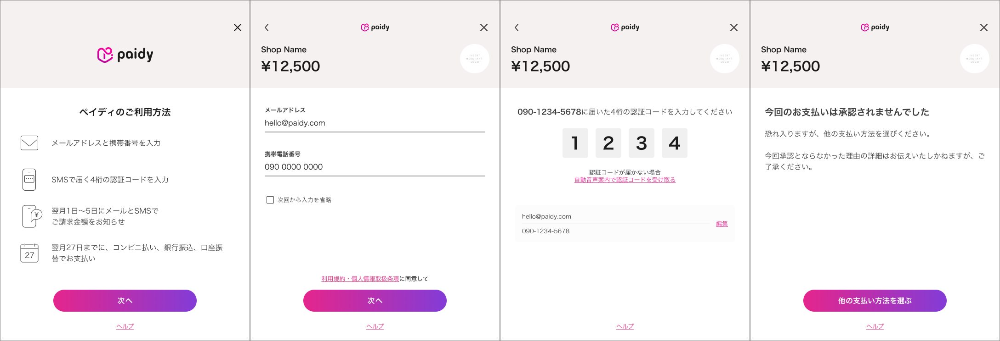 paidy
ペイディのご利用方法
メールアドレスと携帯番号を入力
SMSで届く4桁の認証コードを入力
¥
翌月1日〜5日にメールとSMSで
ご請求金額をお知らせ
27
翌月27日までに、コンビニ払い、銀行振込、口座振
替でお支払い
次へ
ヘルプ
paidy
Shop Name
¥12,500
INSERT
MERCHANT
LOGO
メールアドレス
hello@paidy.com
携帯電話番号
090 0000 0000
次回から入力を省略
利用規約・個人情報取扱条項に同意して
次へ
ヘルプ
paidy
Shop Name
¥12,500
INSERT
MERCHANT
LOGO
090-1234-5678に届いた4桁の認証コードを入力してください
1 2 3 4
認証コードが届かない場合
自動音声案内で認証コードを受け取る
hello@paidy.com
編集
090-1234-5678
ヘルプ
paidy
Shop Name
¥12,500
INSERT
MERCHANT
LOGO
今回のお支払いは承認されませんでした
恐れ入りますが、他の支払い方法を選びください。
今回承認とならなかった理由の詳細はお伝えいたしかねますが、ご
了承ください。
他の支払い方法を選ぶ
ヘルプ